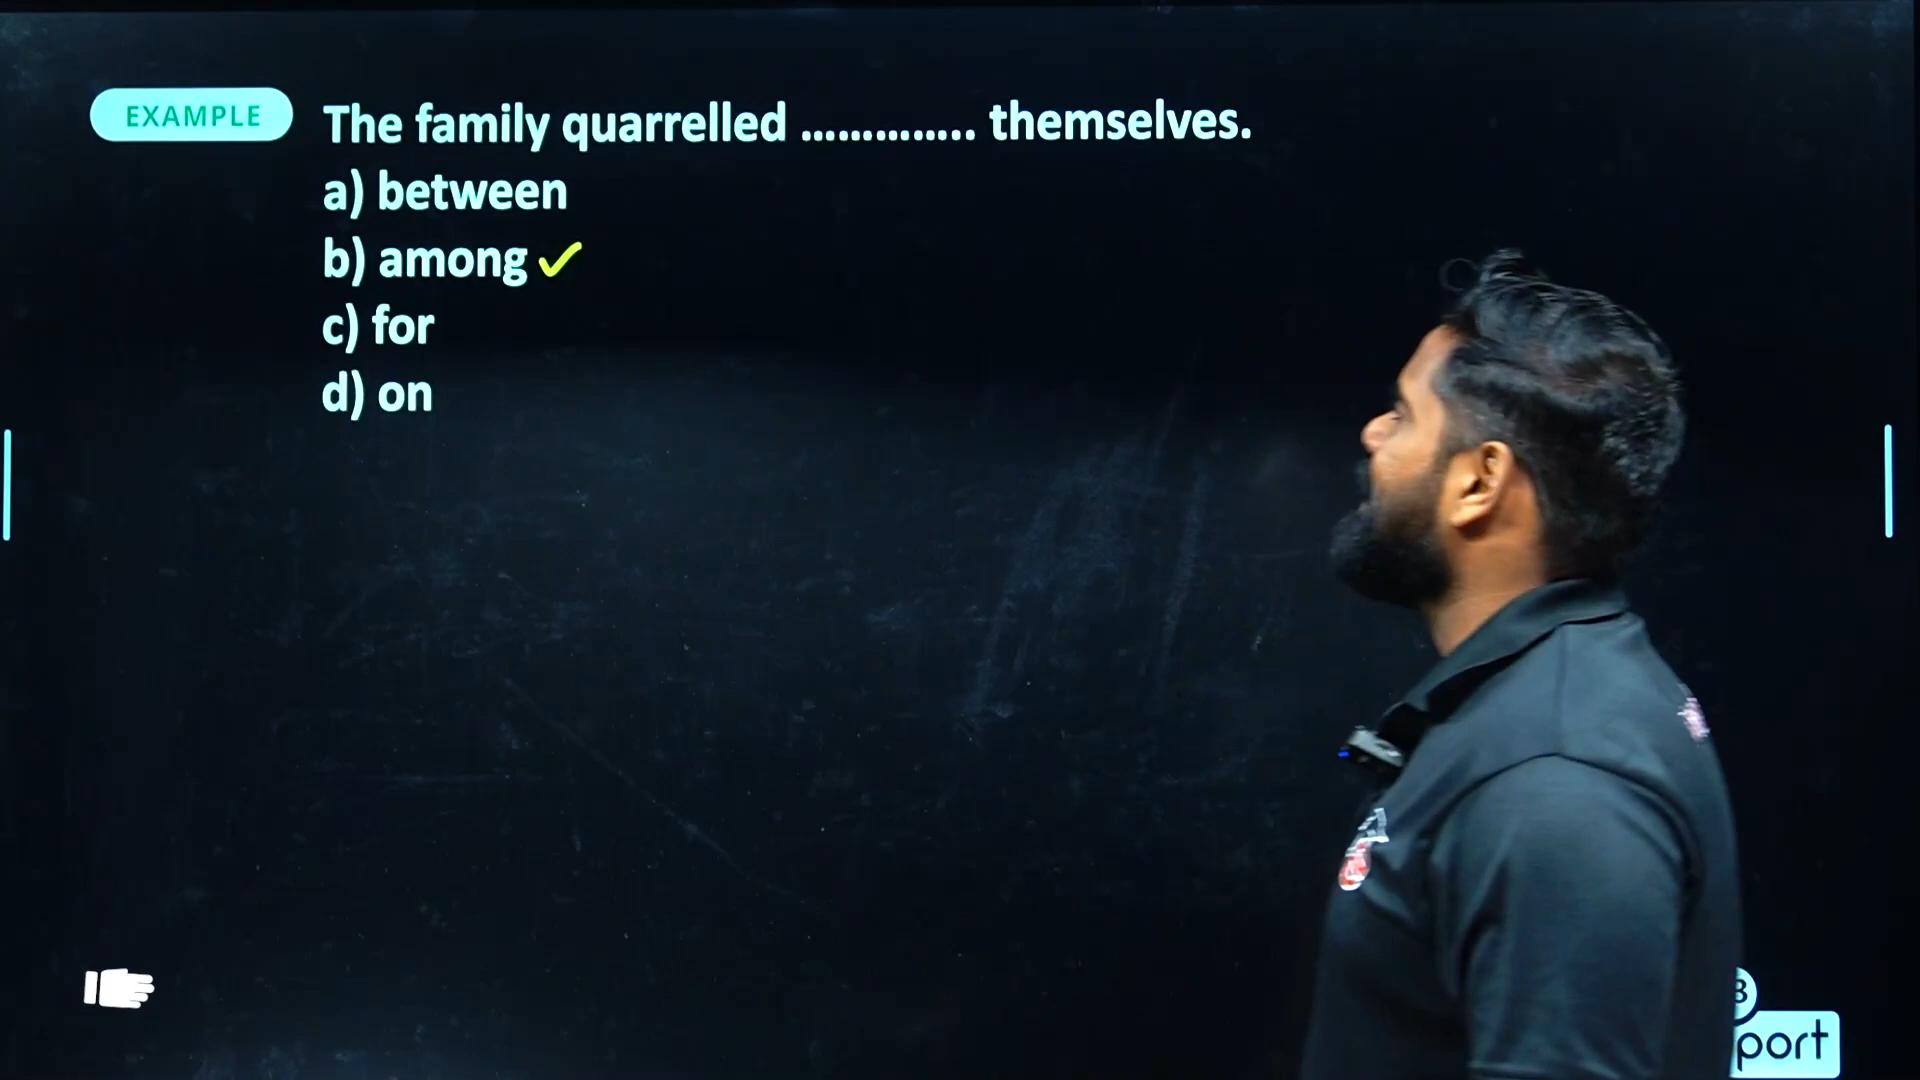 EXAMPLE The family quarrelled .............. themselves.
a) between
b) among ✓
c) for
d) on
port